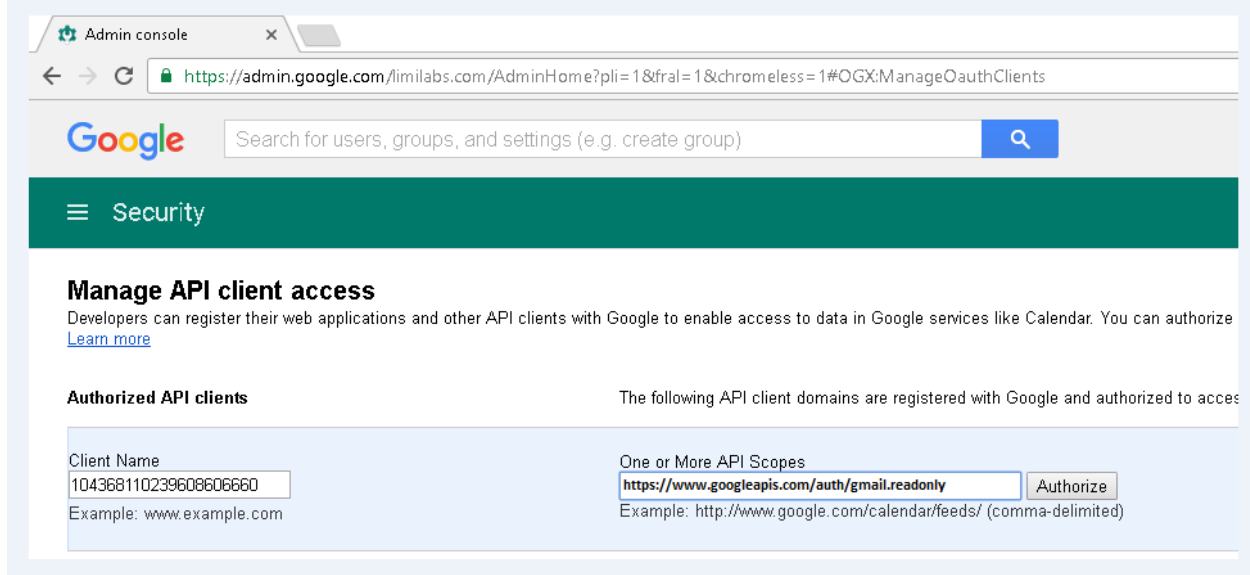 Admin console
https://admin.google.com/limilabs.com/AdminHome?pli=1&fral=1&chromeless=1#OGX:ManageOauthClients
Google
Search for users, groups, and settings (e.g. create group)
Security
Manage API client access
Developers can register their web applications and other API clients with Google to enable access to data in Google services like Calendar. You can authorize
Learn more
Authorized API clients
The following API client domains are registered with Google and authorized to acces
Client Name
One or More API Scopes
104368110239608606660
https://www.googleapis.com/auth/gmail.readonly
Authorize
Example: www.example.com
Example: http://www.google.com/calendar/feeds/ (comma-delimited)